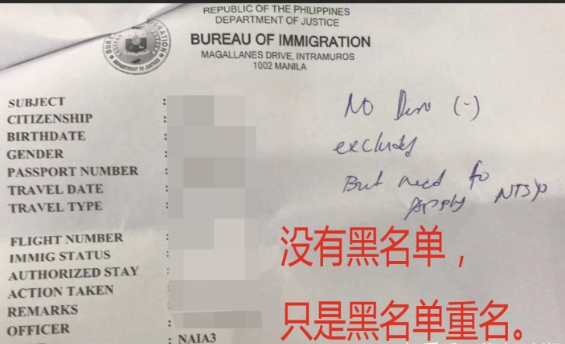 REPUBLIC OF THE PHILIPPINES
DEPARTMENT OF JUSTICE
BUREAU OF IMMIGRATION
MAGALLANES DRIVE, INTRAMUROS
1002 MANILA
SUBJECT :
CITIZENSHIP :
BIRTHDATE :
GENDER :
PASSPORT NUMBER :
TRAVEL DATE :
TRAVEL TYPE :
FLIGHT NUMBER :
IMMIG STATUS :
AUTHORIZED STAY :
ACTION TAKEN :
REMARKS :
OFFICER :
: NAIA3
No (-)
But need to
Apply
没有黑名单，
只是黑名单重名。